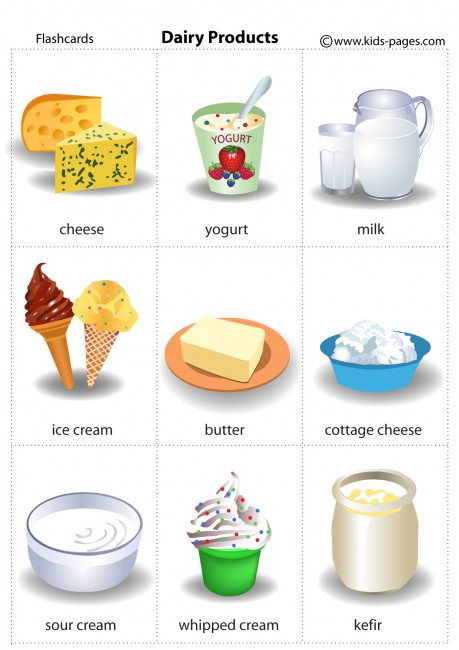 Flashcards
Dairy Products
©www.kids-pages.com
YOGURT
cheese
yogurt
milk
ice cream
butter
cottage cheese
sour cream
whipped cream
kefir